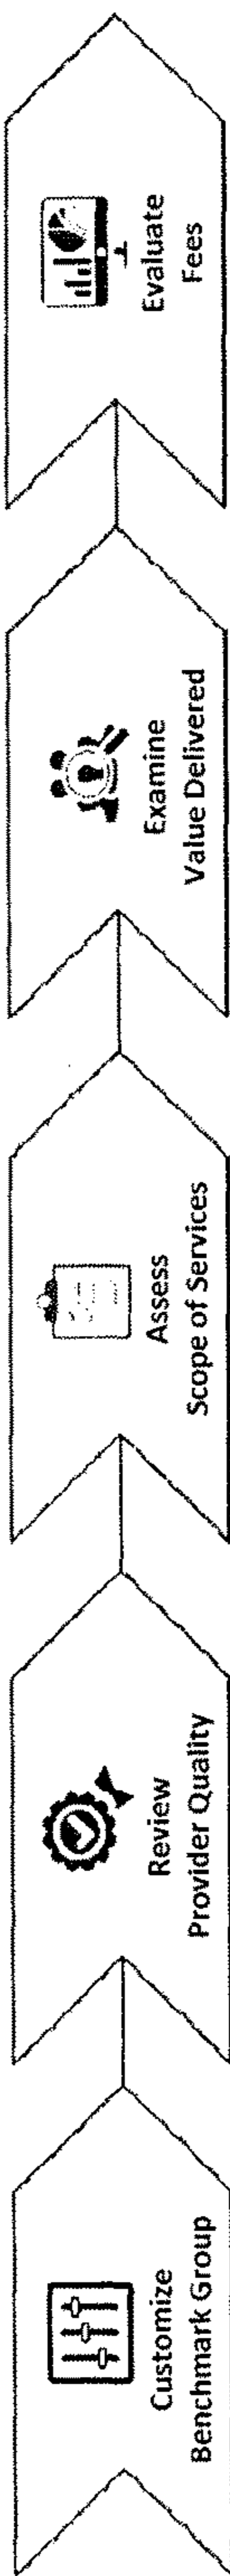 Customize
Benchmark Group
Review
Provider Quality
Assess
Scope of Services
Examine
Value Delivered
Evaluate
Fees